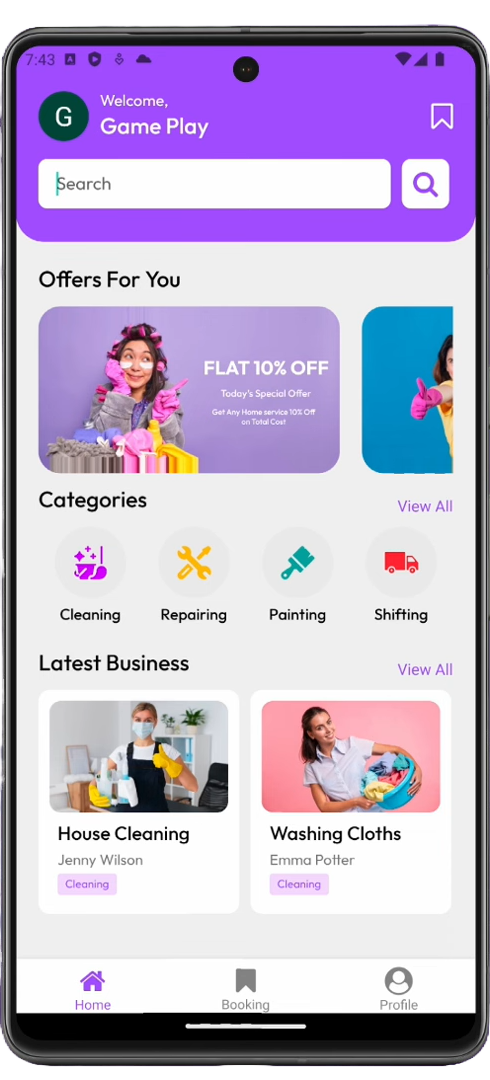 7:43
G
Welcome,
Game Play
Search
Offers For You
FLAT 10% OFF
Today's Special Offer
Get Any Home service 10% Off
on Total Cost
Categories
View All
Cleaning
Repairing
Painting
Shifting
Latest Business
View All
House Cleaning
Jenny Wilson
Cleaning
Washing Cloths
Emma Potter
Cleaning
Home
Booking
Profile